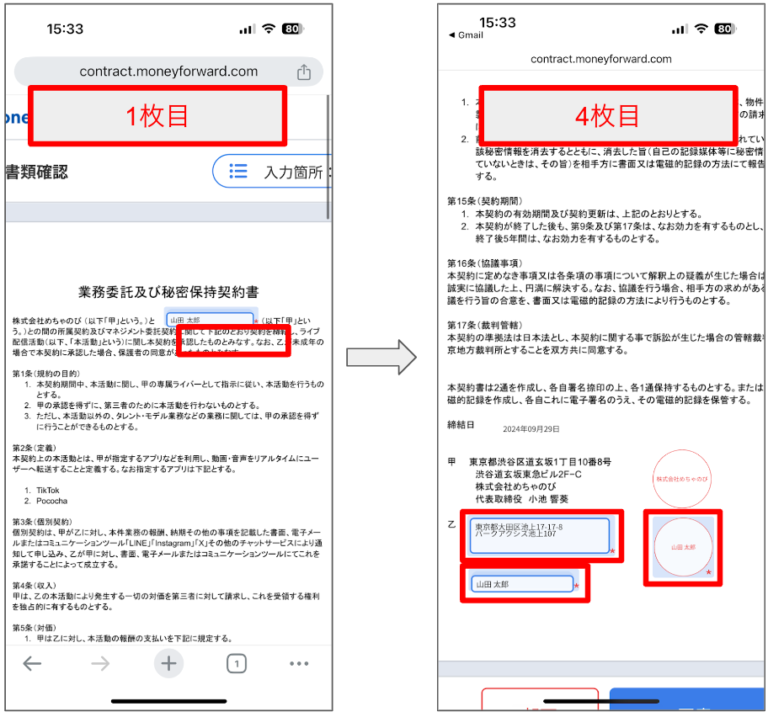 15:33
80
contract.moneyforward.com
1枚目
書類確認
入力箇所
業務委託及び秘密保持契約書
株式会社めちゃのび（以下「甲」という。）と 山田 太郎 *（以下「甲」とい
う。）との間の所属契約及びマネジメント委託契約に関して下記のとおり契約を締結し、ライブ
配信活動（以下、「本活動という）に関し本契約を承認したものとみなす。なお、乙が未成年の
場合で本契約に承認した場合、保護者の同意があったものとみなす。
第1条（規約の目的）
1. 本契約期間中、本活動に関し、甲の専属ライバーとして指示に従い、本活動を行うもの
とする。
2. 甲の承認を得ずに、第三者のために本活動を行わないものとする。
3. ただし、本活動以外の、タレント・モデル業務などの業務に関しては、甲の承認を得ず
に行うことができるものとする。
第2条（定義）
本契約上の本活動とは、甲が指定するアプリなどを利用し、動画・音声をリアルタイムにユー
ザーへ転送することと定義する。なお指定するアプリは下記とする。
1. TikTok
2. Pococha
第3条（個別契約）
個別契約は、甲が乙に対し、本件業務の報酬、納期その他の事項を記載した書面、電子メー
ルまたはコミュニケーションツール「LINE」「Instagram」「X」その他のチャットサービスにより通
知して申し込み、乙が甲に対し、書面、電子メールまたはコミュニケーションツールにてこれを
承諾することによって成立する。
第4条（収入）
甲は、乙の本活動により発生する一切の対価を第三者に対して請求し、これを受領する権利
を独占的に有するものとする。
第5条（対価）
1. 甲は乙に対し、本活動の報酬の支払いを下記に規定する。
1
15:33
80
◀ Gmail
contract.moneyforward.com
4枚目
1.
、物件
の請求
2.
れてい
該秘密情報を消去するとともに、消去した旨（自己の記録媒体等に秘密情
ていないときは、その旨）を相手方に書面又は電磁的記録の方法にて報告
する。
第15条（契約期間）
1. 本契約の有効期間及び契約更新は、上記のとおりとする。
2. 本契約が終了した後も、第9条及び第17条は、なお効力を有するものとし、
終了後5年間は、なお効力を有するものとする。
第16条（協議事項）
本契約に定めなき事項又は各条項の事項について解釈上の疑義が生じた場合は
誠実に協議した上、円満に解決する。なお、協議を行う場合、相手方の求めがある
議を行う旨の合意を、書面又は電磁的記録の方法により行うものとする。
第17条（裁判管轄）
本契約の準拠法は日本法とし、本契約に関する事で訴訟が生じた場合の管轄裁
京地方裁判所とすることを双方共に同意する。
本契約書は2通を作成し、各自署名捺印の上、各1通保持するものとする。または
磁的記録を作成し、各自これに電子署名のうえ、その電磁的記録を保管する。
締結日 2024年09月29日
甲 東京都渋谷区道玄坂1丁目10番8号
渋谷道玄坂東急ビル2F-C
株式会社めちゃのび
代表取締役 小池 響葵
株式会社めちゃのび
乙 東京都大田区池上17-17-8
パークアクシス池上107
*
山田 太郎
*
山田 太郎 *